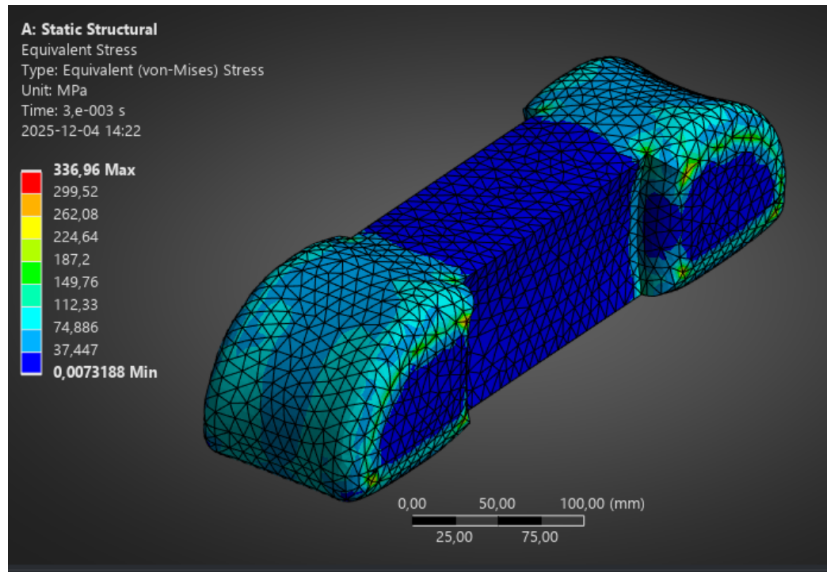 A: Static Structural
Equivalent Stress
Type: Equivalent (von-Mises) Stress
Unit: MPa
Time: 3,e-003 s
2025-12-04 14:22
336,96 Max
299,52
262,08
224,64
187,2
149,76
112,33
74,886
37,447
0,0073188 Min
0,00 50,00 100,00 (mm)
25,00 75,00